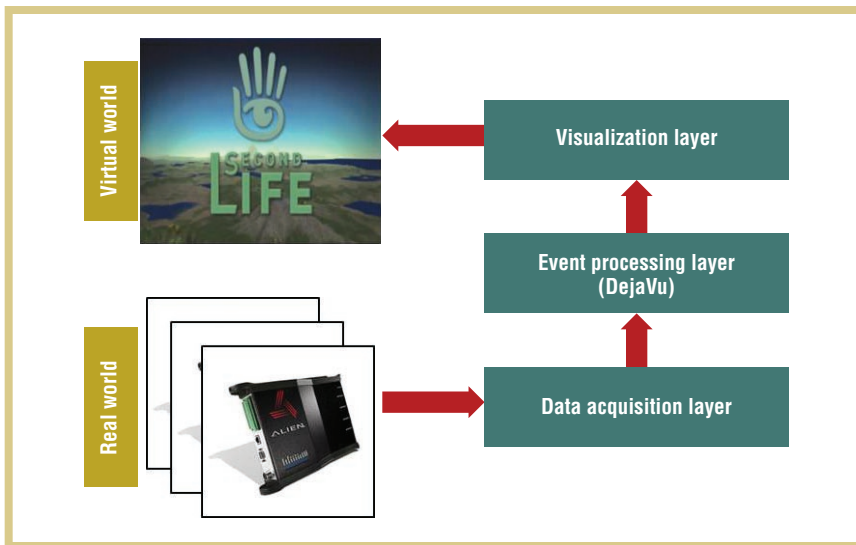 Virtual world
SECOND
LIFE
Visualization layer
Event processing layer
(DejaVu)
Real world
ALIEN
Data acquisition layer